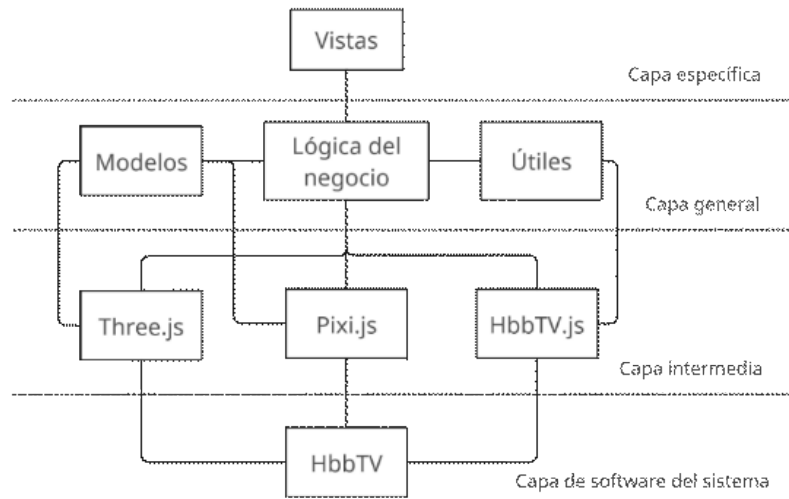 Vistas
Capa específica
Modelos
Lógica del
negocio
Útiles
Capa general
Three.js
Pixi.js
HbbTV.js
Capa intermedia
HbbTV
Capa de software del sistema